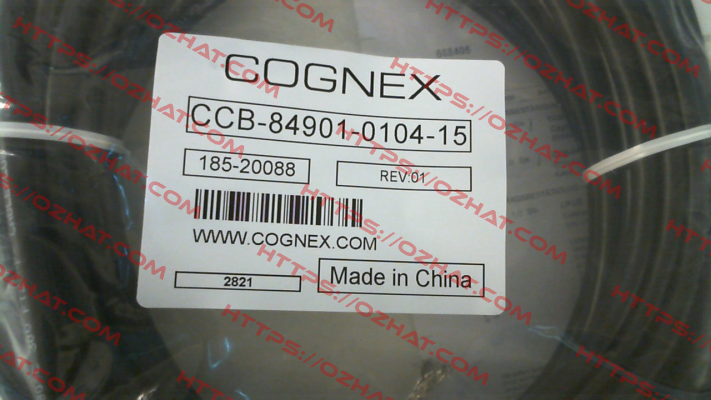 COGNEX
CCB-84901-0104-15
185-20088
REV:01
WWW.COGNEX.COM
2821
Made in China
HTTPS://OZHAT.COM